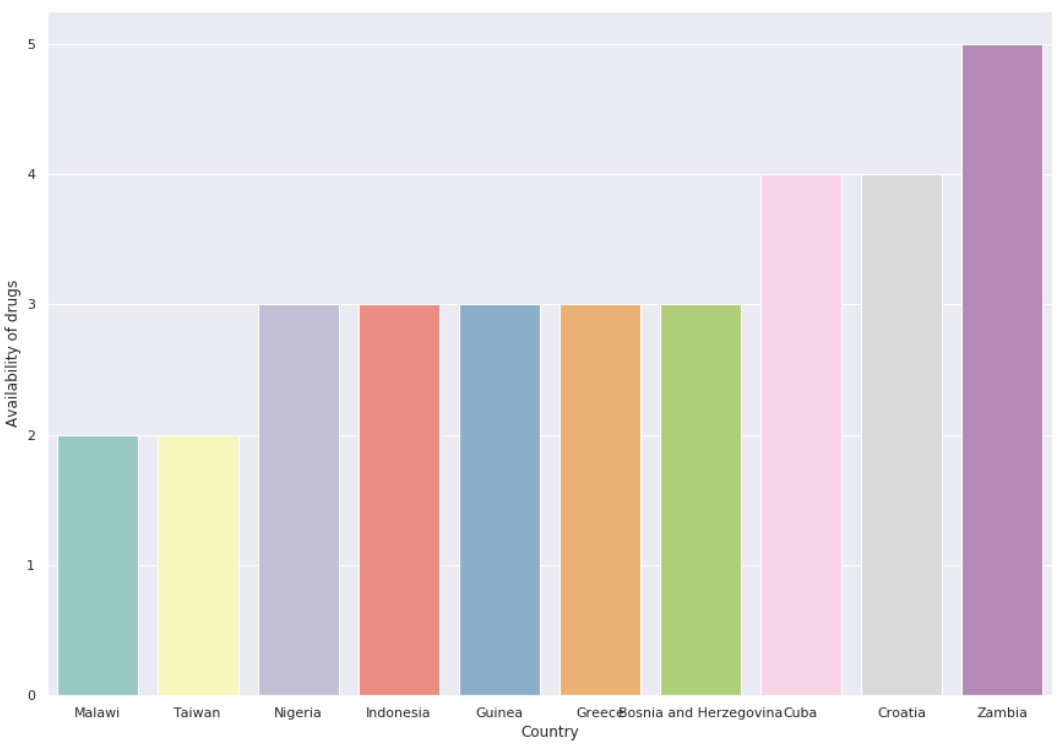 5
4
3
2
1
0
Availability of drugs
Malawi Taiwan Nigeria Indonesia Guinea Greece Bosnia and Herzegovina Cuba Croatia Zambia
Country